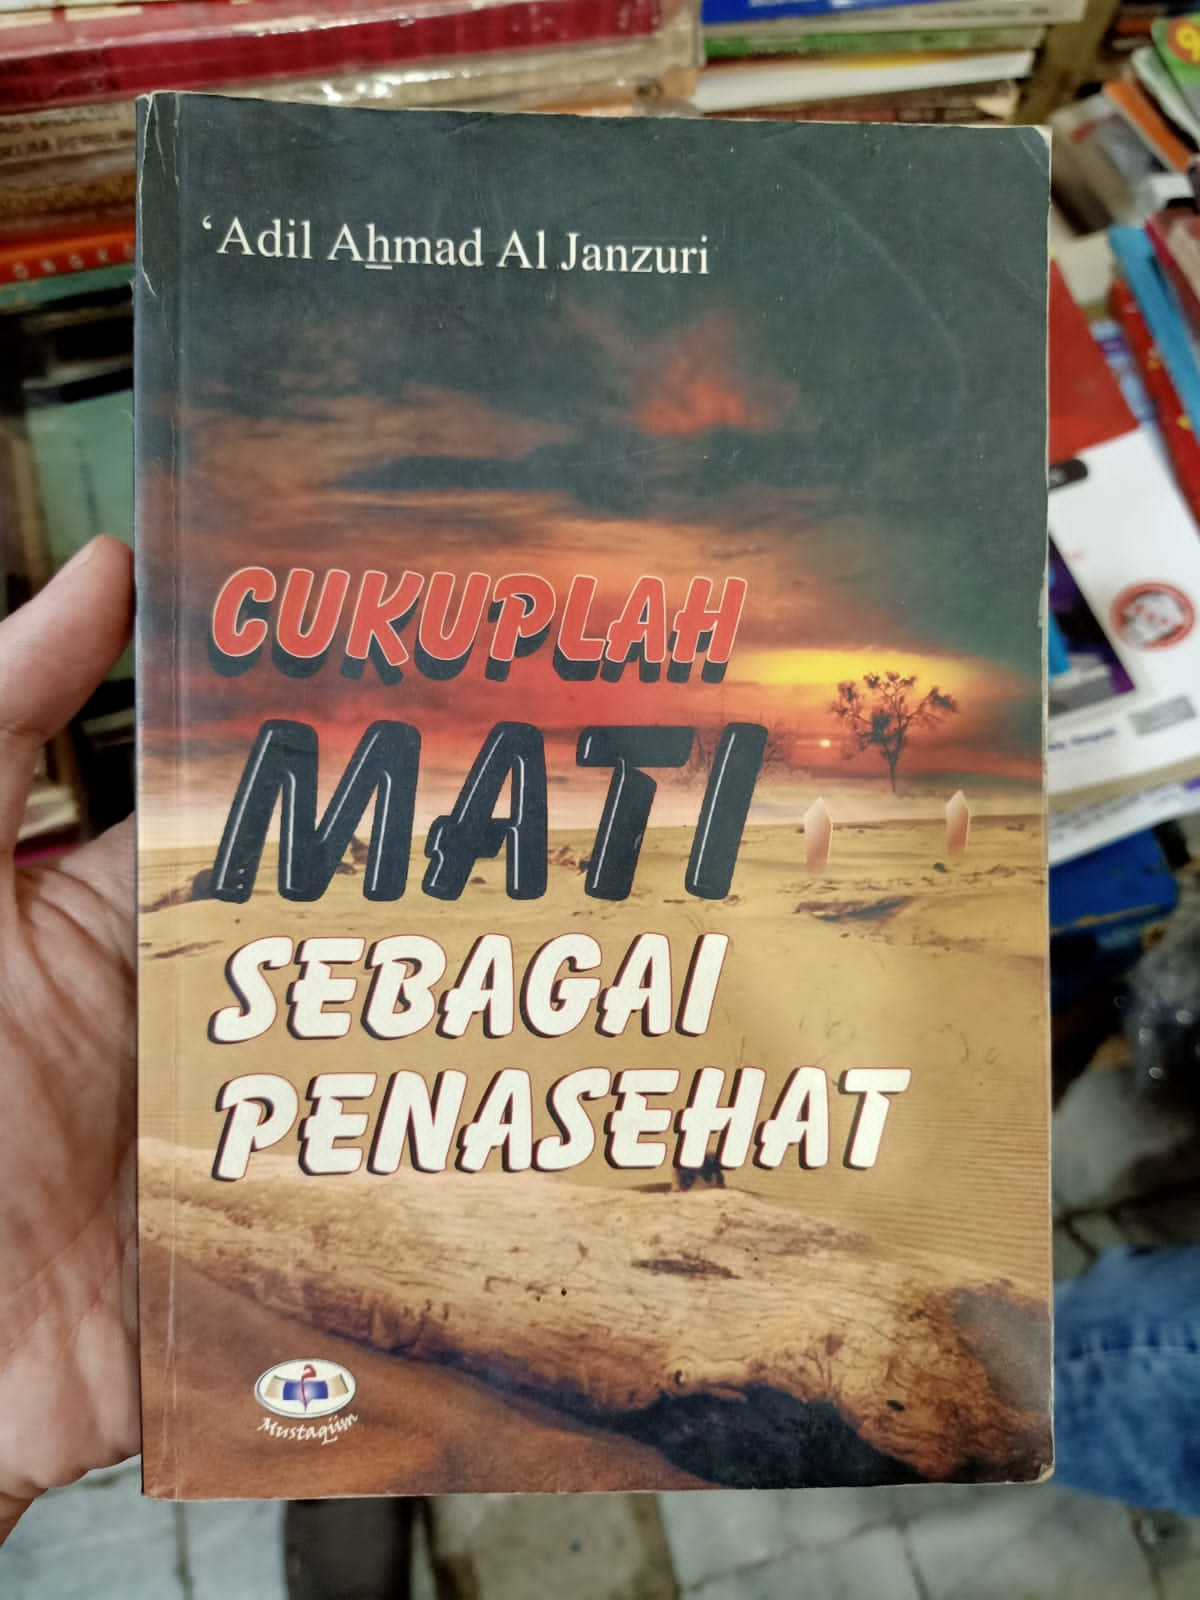 ‘Adil Ahmad Al Janzuri
CUKUPLAH
MATI
SEBAGAI
PENASEHAT
Mustaqiim